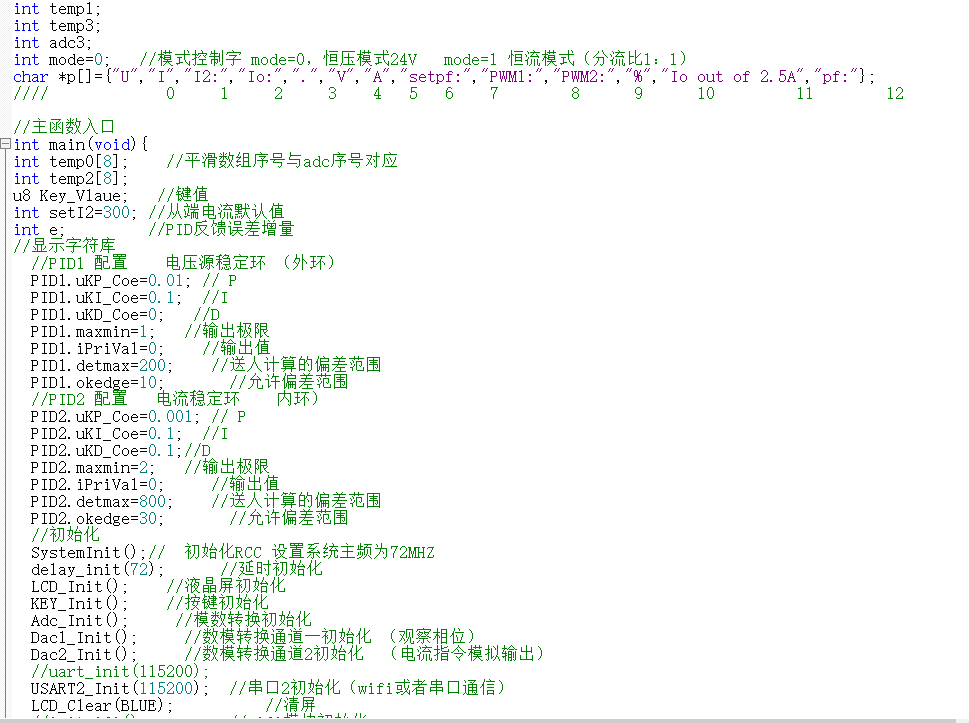 int temp1;
int temp3;
int adc3;
int mode=0;   //模式控制字 mode=0，恒压模式24V   mode=1 恒流模式（分流比1：1）
char *p[]={"U","I","I2:","Io:",".","V","A","setpf:","PWM1:","PWM2:","%","Io out of 2.5A","pf:"};
////             0     1     2     3    4   5   6    7        8      9      10         11        12
//主函数入口
int main(void){
int temp0[8];    //平滑数组序号与adc序号对应
int temp2[8];
u8 Key_Vlaue;   //键值
int setI2=300; //从端电流默认值
int e;         //PID反馈误差增量
//显示字符库
  //PID1 配置    电压源稳定环 （外环）
  PID1.uKP_Coe=0.01; // P
  PID1.uKI_Coe=0.1;  //I
  PID1.uKD_Coe=0;   //D
  PID1.maxmin=1;   //输出极限
  PID1.iPriVal=0;     //输出值
  PID1.detmax=200;    //送入计算的偏差范围
  PID1.okedge=10;       //允许偏差范围
  //PID2 配置   电流稳定环    内环）
  PID2.uKP_Coe=0.001; // P
  PID2.uKI_Coe=0.1;  //I
  PID2.uKD_Coe=0.1;//D
  PID2.maxmin=2;   //输出极限
  PID2.iPriVal=0;     //输出值
  PID2.detmax=800;    //送入计算的偏差范围
  PID2.okedge=30;       //允许偏差范围
  //初始化
  SystemInit();//  初始化RCC 设置系统主频为72MHZ
  delay_init(72);      //延时初始化
  LCD_Init();    //液晶屏初始化
  KEY_Init();    //按键初始化
  Adc_Init();     //模数转换初始化
  Dac1_Init();     //数模转换通道一初始化 （观察相位）
  Dac2_Init();     //数模转换通道2初始化  （电流指令模拟输出）
  //uart_init(115200);
  USART2_Init(115200);  //串口2初始化（wifi或者串口通信）
  LCD_Clear(BLUE);          //清屏